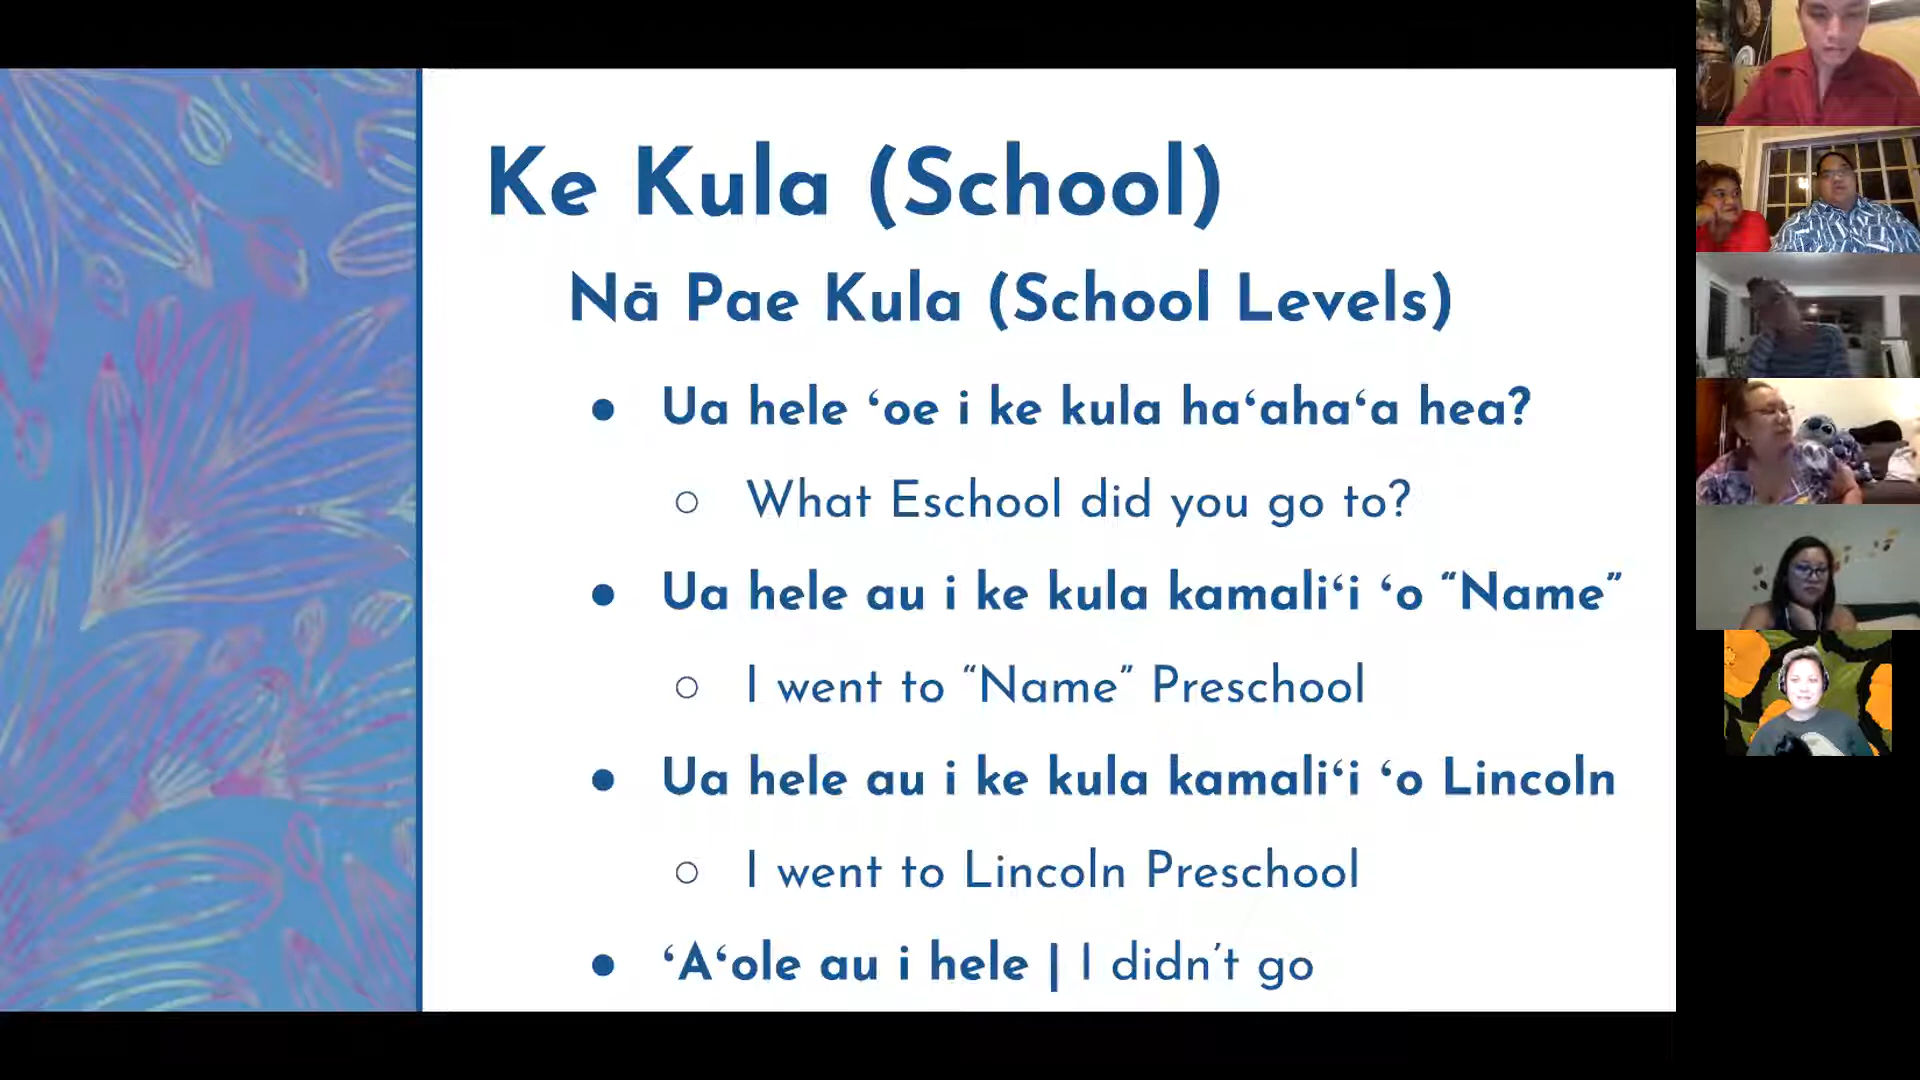 Ke Kula (School)
Nā Pae Kula (School Levels)
● Ua hele ʻoe i ke kula haʻahaʻa hea?
○ What Eschool did you go to?
● Ua hele au i ke kula kamaliʻi ʻo “Name”
○ I went to “Name” Preschool
● Ua hele au i ke kula kamaliʻi ʻo Lincoln
○ I went to Lincoln Preschool
● ʻAʻole au i hele | I didn’t go